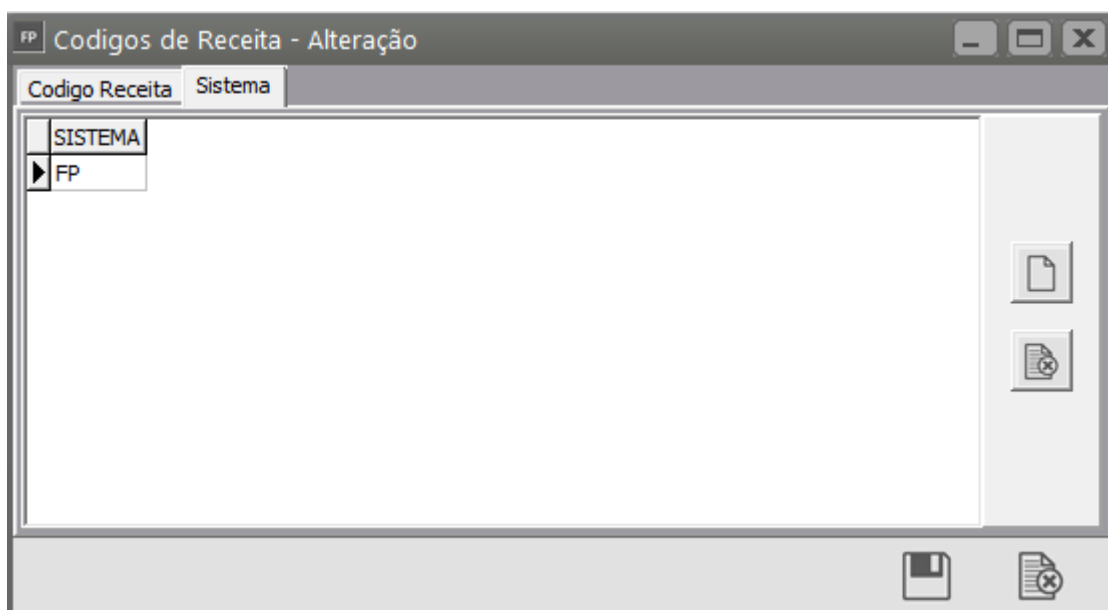 FP Codigos de Receita - Alteração
Codigo Receita Sistema
SISTEMA
FP